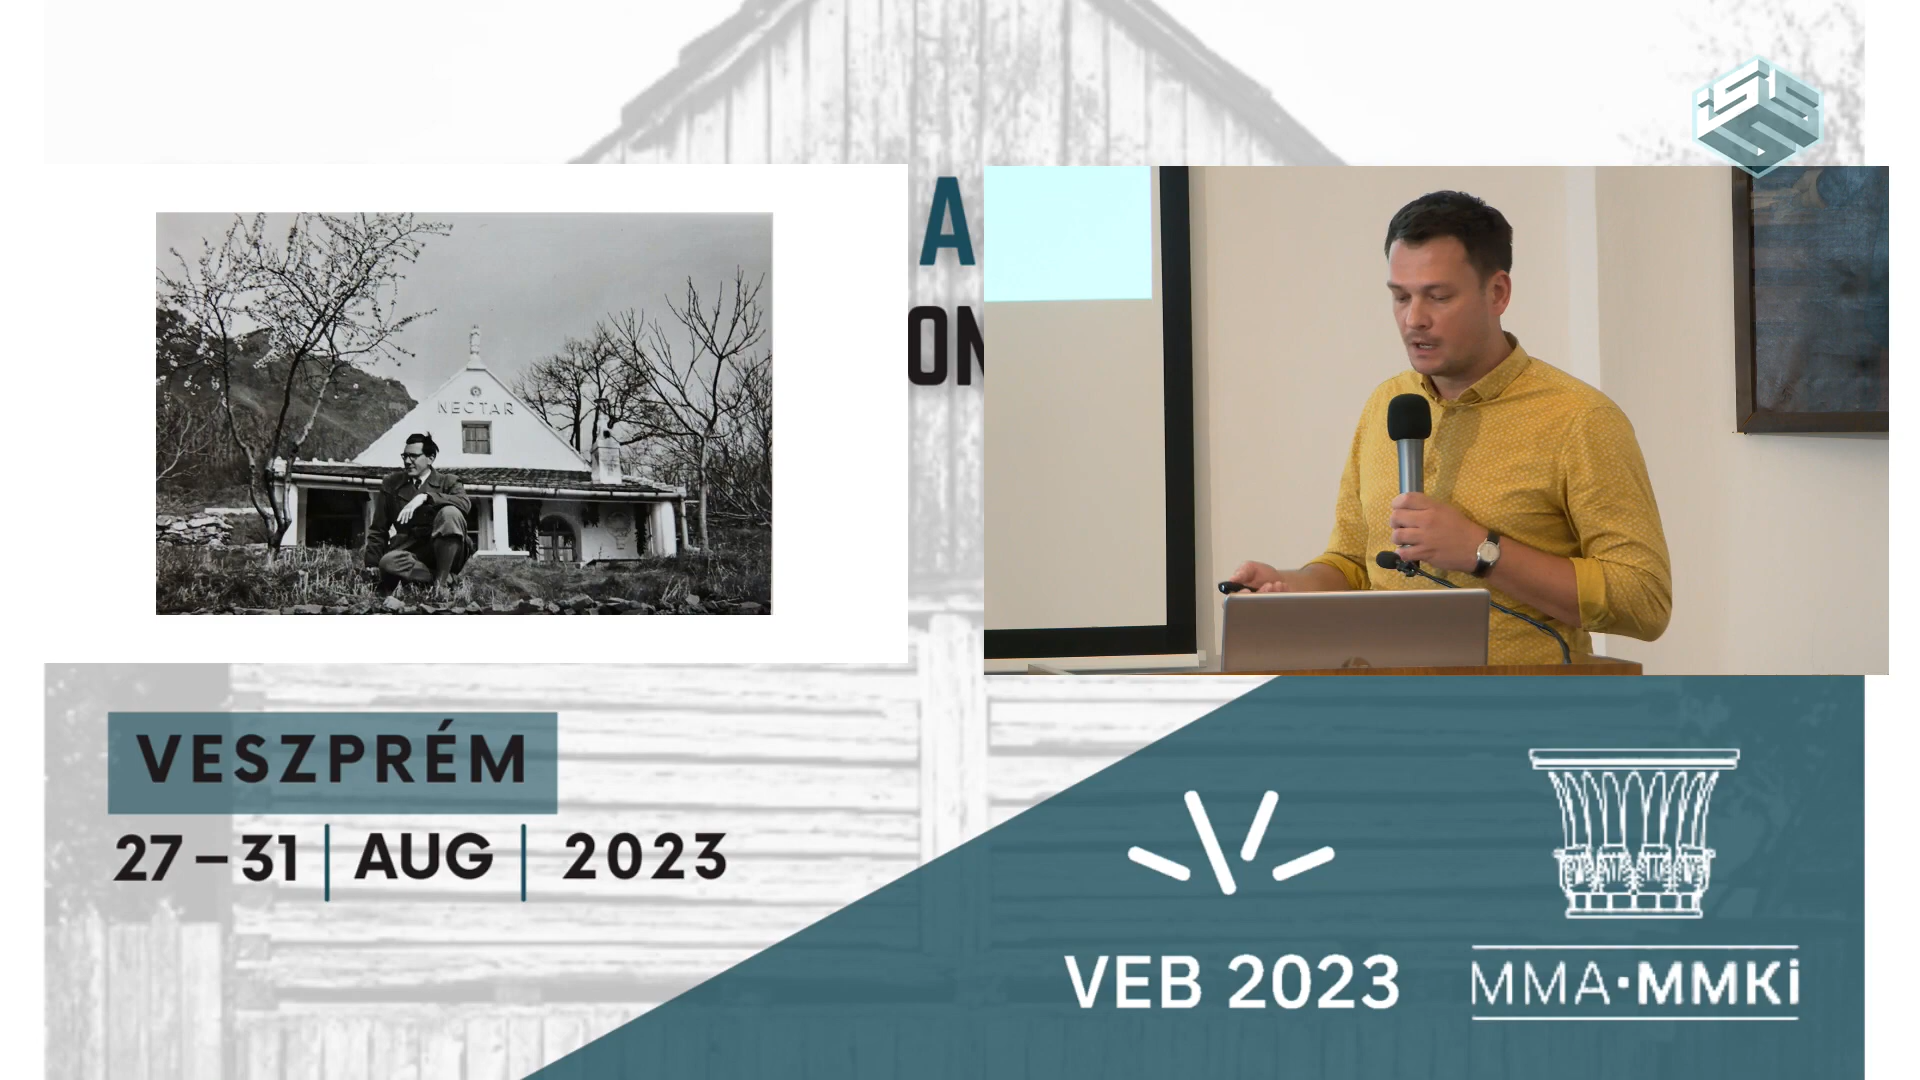 A
ON
NECTAR
VESZPRÉM
27–31 | AUG | 2023
VEB 2023
MMA·MMKi